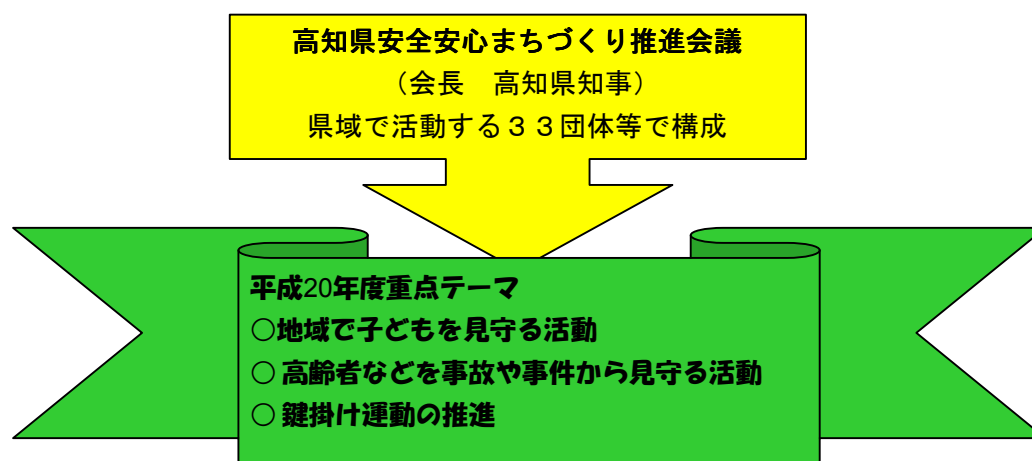 高知県安全安心まちづくり推進会議
（会長　高知県知事）
県域で活動する３３団体等で構成
平成20年度重点テーマ
○地域で子どもを見守る活動
○ 高齢者などを事故や事件から見守る活動
○ 鍵掛け運動の推進